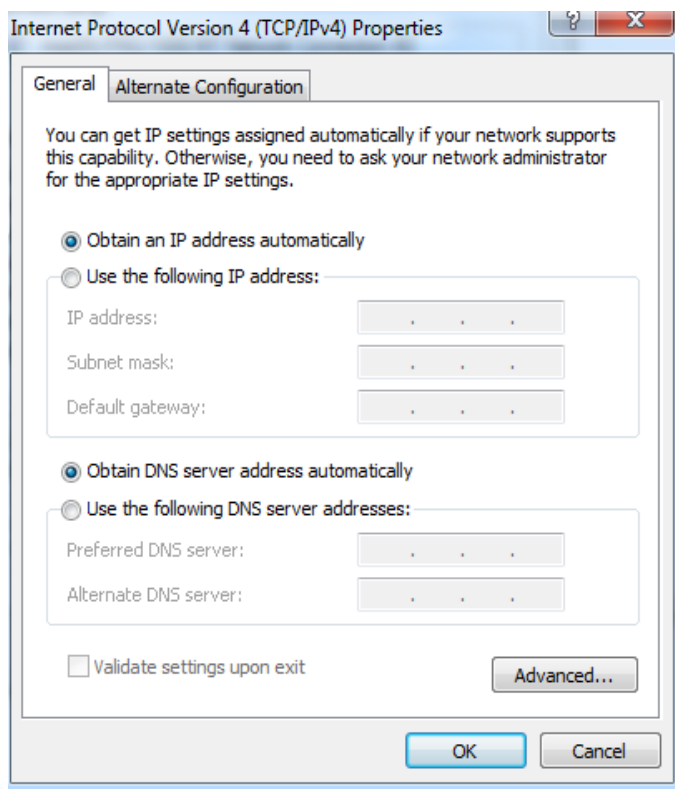 Internet Protocol Version 4 (TCP/IPv4) Properties
?
X
General
Alternate Configuration
You can get IP settings assigned automatically if your network supports
this capability. Otherwise, you need to ask your network administrator
for the appropriate IP settings.
Obtain an IP address automatically
Use the following IP address:
IP address: . . .
Subnet mask: . . .
Default gateway: . . .
Obtain DNS server address automatically
Use the following DNS server addresses:
Preferred DNS server: . . .
Alternate DNS server: . . .
Validate settings upon exit
Advanced...
OK
Cancel